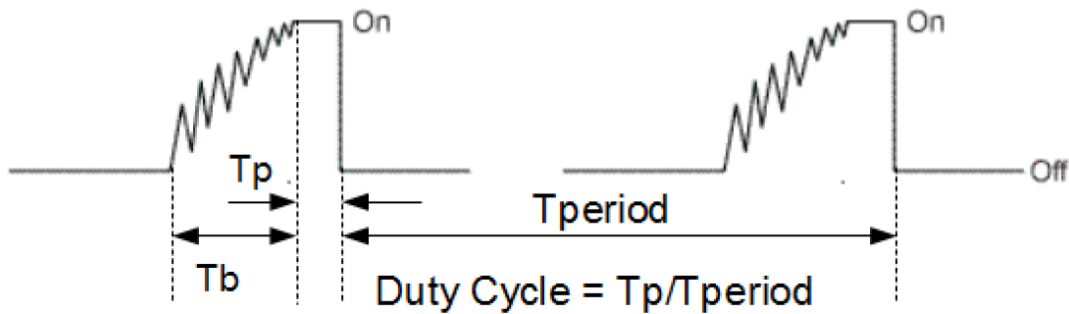 On
On
Off
Tp
Tperiod
Tb
Duty Cycle = Tp/Tperiod